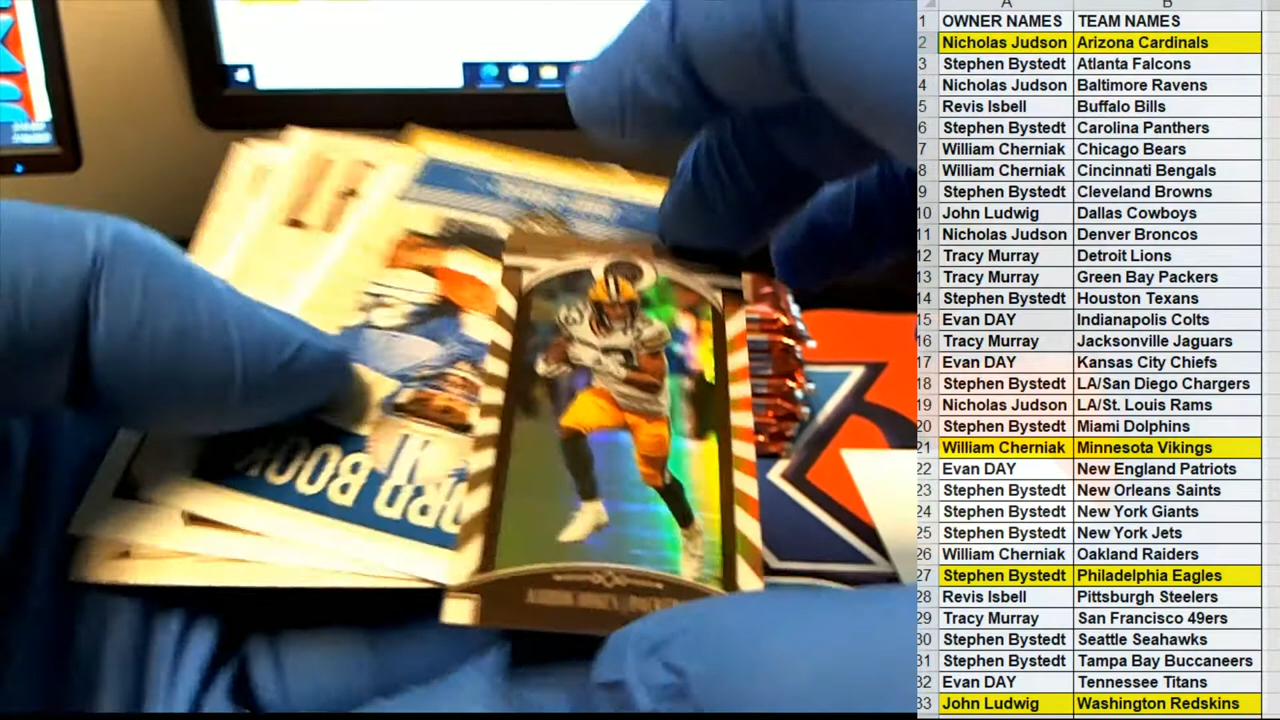 A B
1 OWNER NAMES TEAM NAMES
2 Nicholas Judson Arizona Cardinals
3 Stephen Bystedt Atlanta Falcons
4 Nicholas Judson Baltimore Ravens
5 Revis Isbell Buffalo Bills
6 Stephen Bystedt Carolina Panthers
7 William Cherniak Chicago Bears
8 William Cherniak Cincinnati Bengals
9 Stephen Bystedt Cleveland Browns
10 John Ludwig Dallas Cowboys
11 Nicholas Judson Denver Broncos
12 Tracy Murray Detroit Lions
13 Tracy Murray Green Bay Packers
14 Stephen Bystedt Houston Texans
15 Evan DAY Indianapolis Colts
16 Tracy Murray Jacksonville Jaguars
17 Evan DAY Kansas City Chiefs
18 Stephen Bystedt LA/San Diego Chargers
19 Nicholas Judson LA/St. Louis Rams
20 Stephen Bystedt Miami Dolphins
21 William Cherniak Minnesota Vikings
22 Evan DAY New England Patriots
23 Stephen Bystedt New Orleans Saints
24 Stephen Bystedt New York Giants
25 Stephen Bystedt New York Jets
26 William Cherniak Oakland Raiders
27 Stephen Bystedt Philadelphia Eagles
28 Revis Isbell Pittsburgh Steelers
29 Tracy Murray San Francisco 49ers
30 Stephen Bystedt Seattle Seahawks
31 Stephen Bystedt Tampa Bay Buccaneers
32 Evan DAY Tennessee Titans
33 John Ludwig Washington Redskins